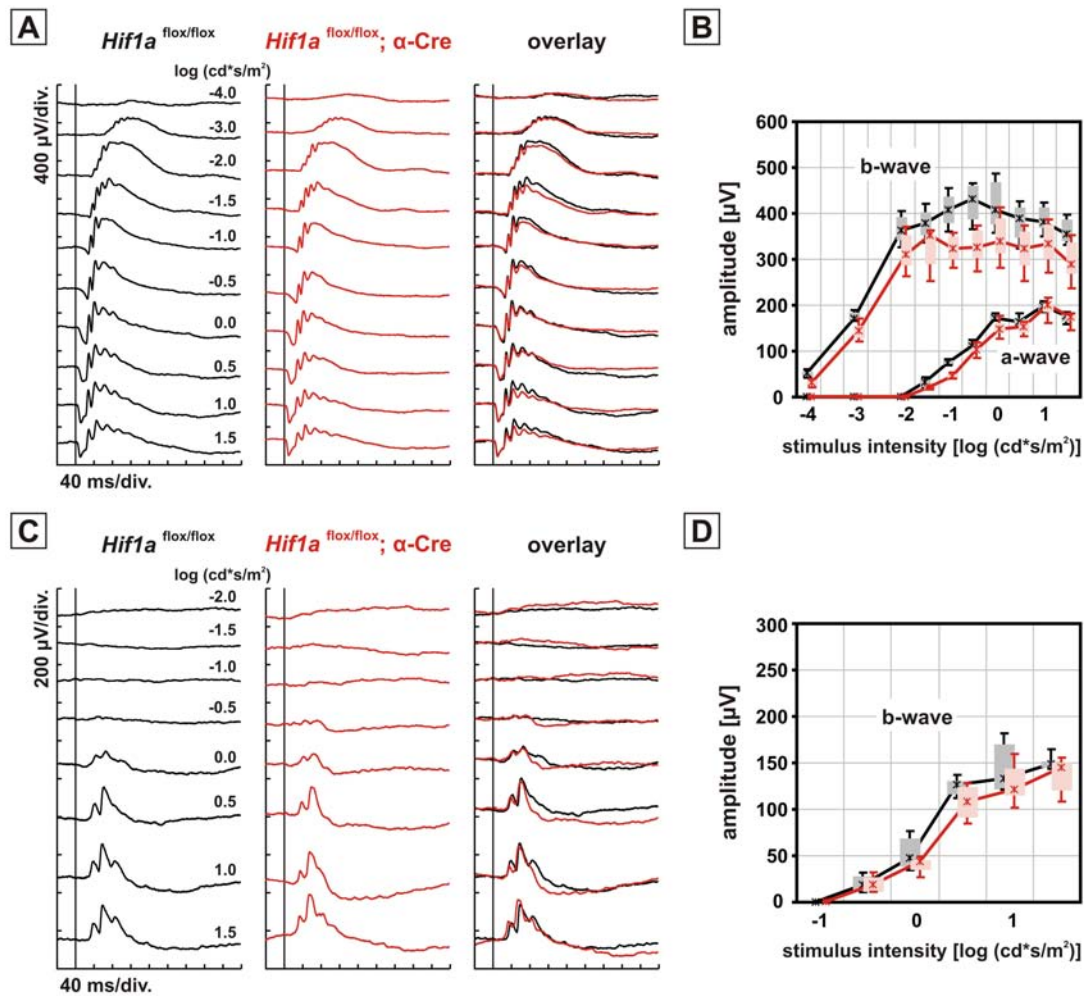 A
Hif1a flox/flox
Hif1a flox/flox; α-Cre
overlay
log (cd*s/m²)
400 µV/div.
-4.0
-3.0
-2.0
-1.5
-1.0
-0.5
0.0
0.5
1.0
1.5
40 ms/div.
B
600
500
400
300
200
100
0
amplitude [µV]
b-wave
a-wave
-4 -3 -2 -1 0 1
stimulus intensity [log (cd*s/m²)]
C
Hif1a flox/flox
Hif1a flox/flox; α-Cre
overlay
log (cd*s/m²)
200 µV/div.
-2.0
-1.5
-1.0
-0.5
0.0
0.5
1.0
1.5
40 ms/div.
D
300
250
200
150
100
50
0
amplitude [µV]
b-wave
-1 0 1
stimulus intensity [log (cd*s/m²)]